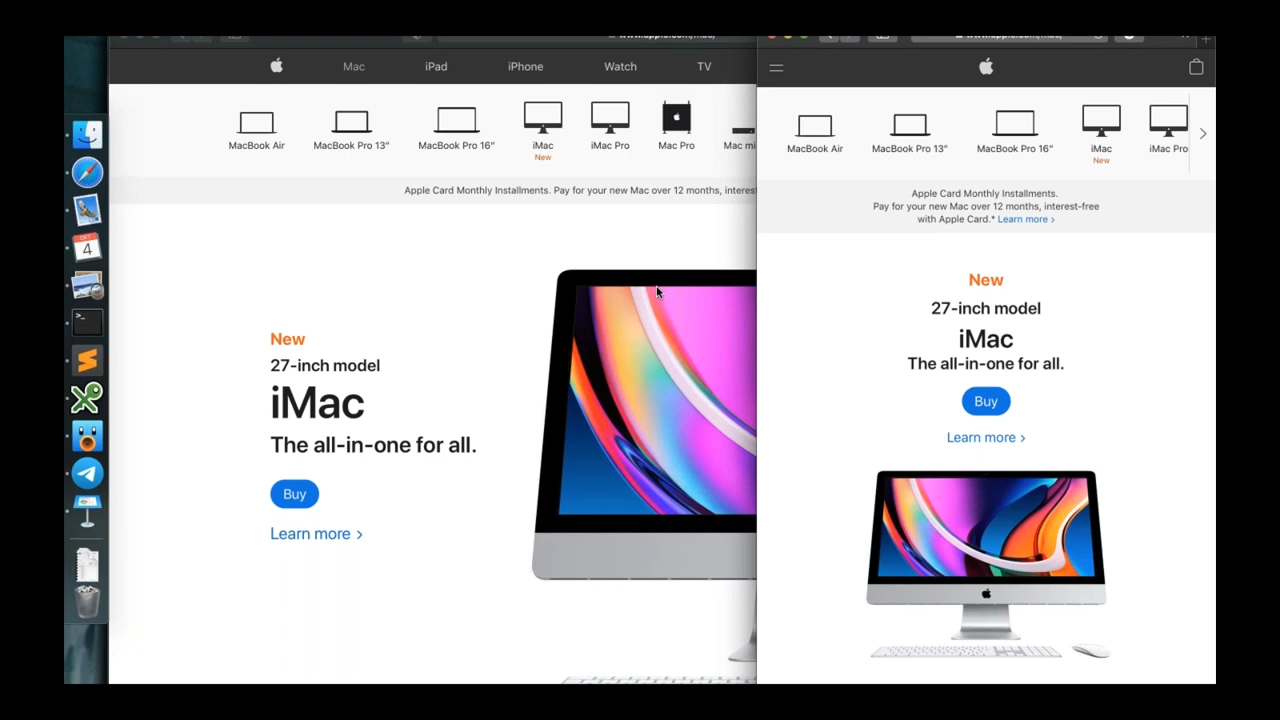 Mac
iPad
iPhone
Watch
TV
MacBook Air
MacBook Pro 13"
MacBook Pro 16"
iMac
New
iMac Pro
Mac Pro
Mac mi
Apple Card Monthly Installments. Pay for your new Mac over 12 months, interes
New
27-inch model
iMac
The all-in-one for all.
Buy
Learn more >
MacBook Air
MacBook Pro 13"
MacBook Pro 16"
iMac
New
iMac Pro
Apple Card Monthly Installments.
Pay for your new Mac over 12 months, interest-free
with Apple Card.* Learn more >
New
27-inch model
iMac
The all-in-one for all.
Buy
Learn more >
4